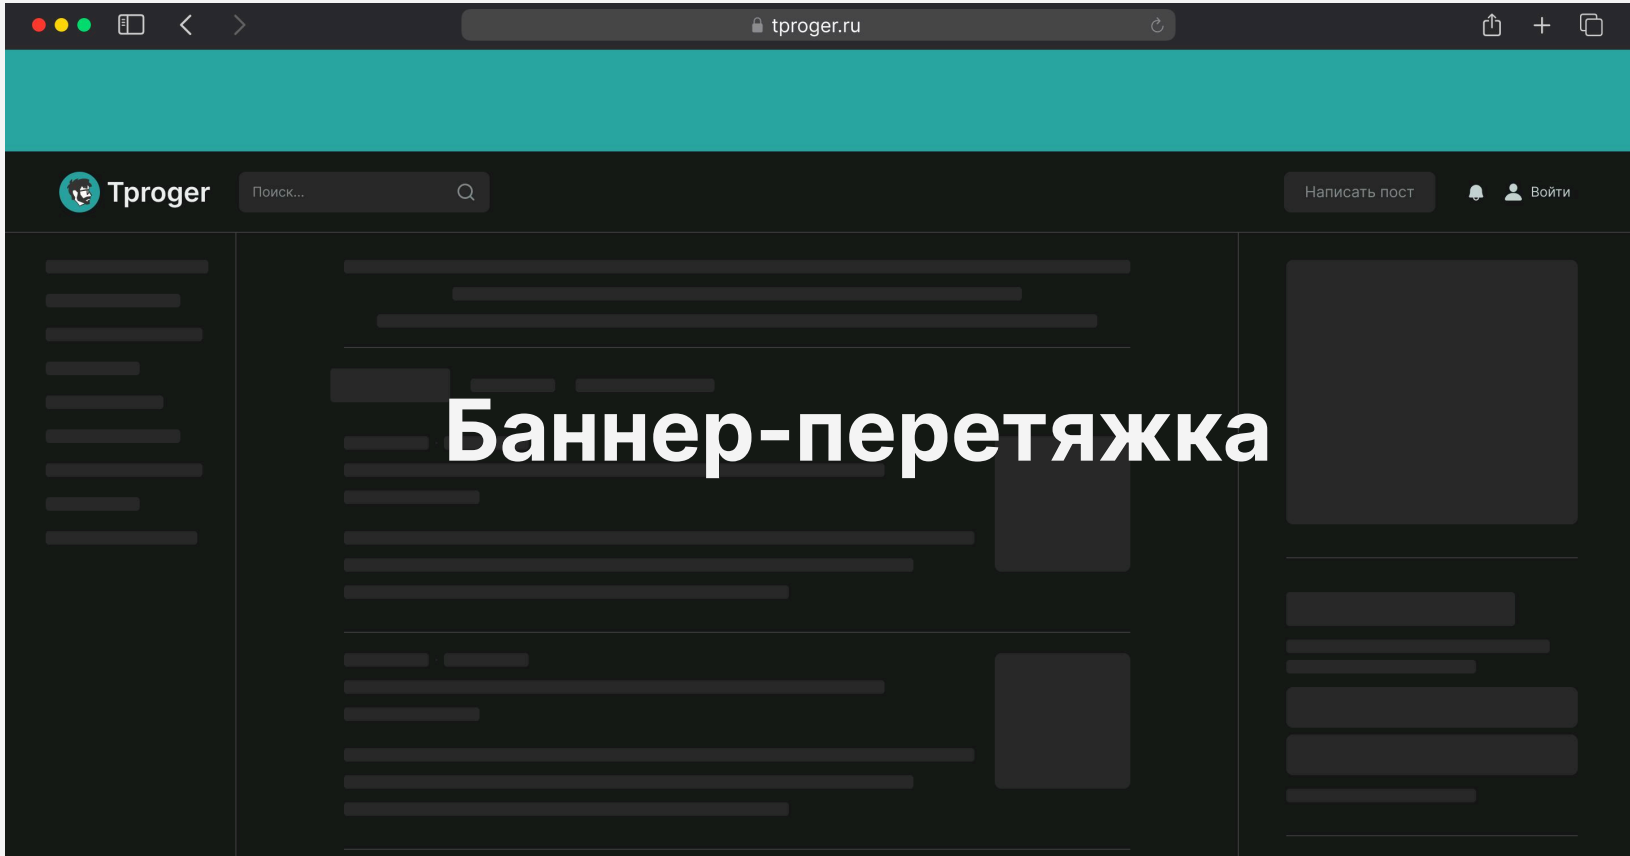 tproger.ru
Tproger
Поиск...
Написать пост
Войти
Баннер-перетяжка